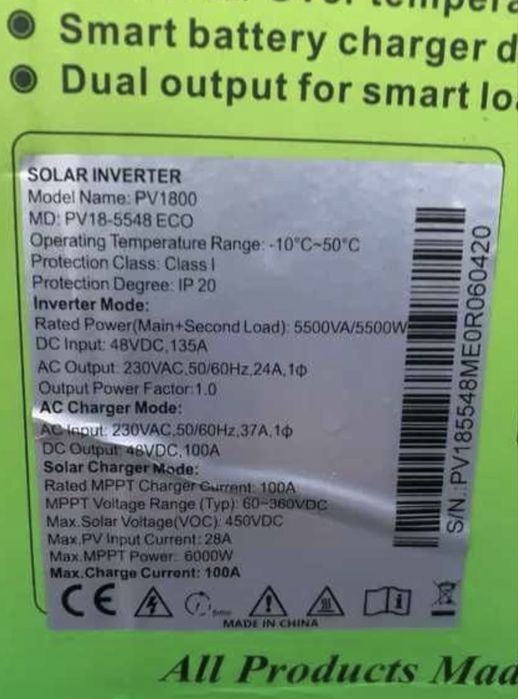 Smart battery charger d
Dual output for smart lo
SOLAR INVERTER
Model Name: PV1800
MD: PV18-5548 ECO
Operating Temperature Range: -10°C~50°C
Protection Class: Class I
Protection Degree: IP 20
Inverter Mode:
Rated Power(Main+Second Load): 5500VA/5500W
DC Input: 48VDC,135A
AC Output: 230VAC,50/60Hz,24A,1ф
Output Power Factor:1.0
AC Charger Mode:
AC Input: 230VAC,50/60Hz,37A,1ф
DC Output: 48VDC,100A
Solar Charger Mode:
Rated MPPT Charger Current: 100A
MPPT Voltage Range (Typ): 60~360VDC
Max.Solar Voltage(VOC): 450VDC
Max.PV Input Current: 28A
Max.MPPT Power: 6000W
Max.Charge Current: 100A
CE
MADE IN CHINA
S/N.:PV185548ME0R060420
All Products Mad